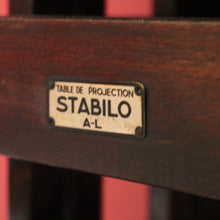 TABLE DE PROJECTION
STABILO
A-L